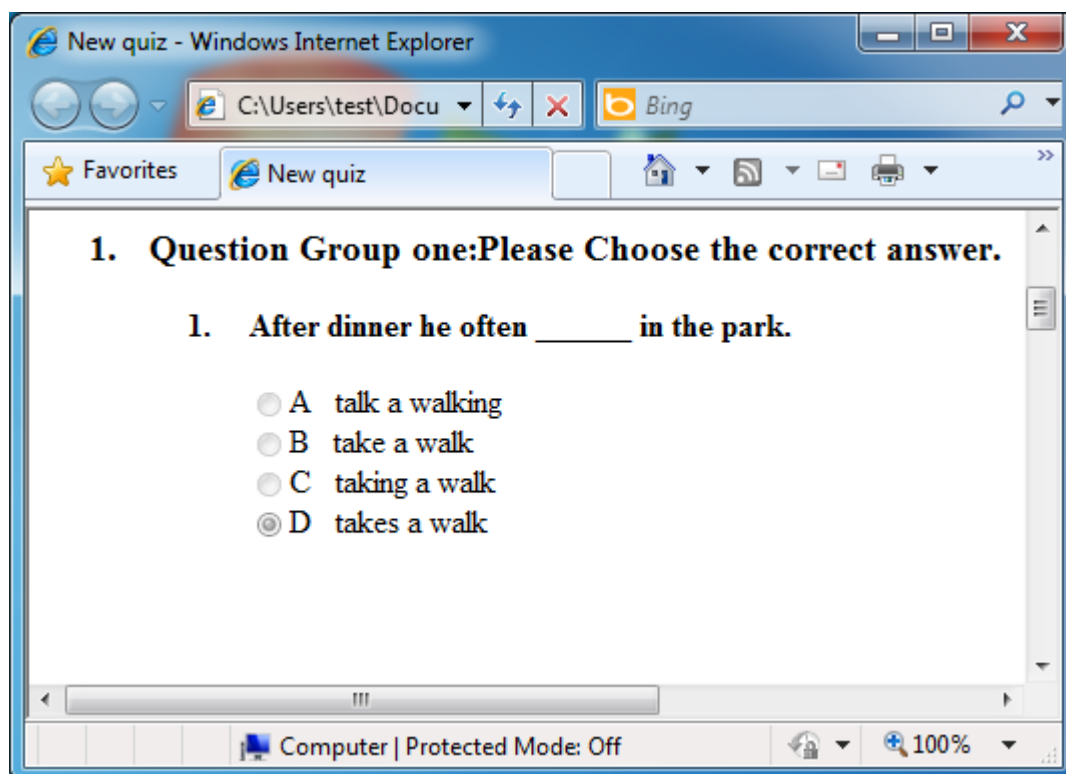 New quiz - Windows Internet Explorer
C:\Users\test\Docu
Bing
Favorites
New quiz
1. Question Group one:Please Choose the correct answer.
1. After dinner he often ______ in the park.
A talk a walking
B take a walk
C taking a walk
D takes a walk
Computer | Protected Mode: Off
100%